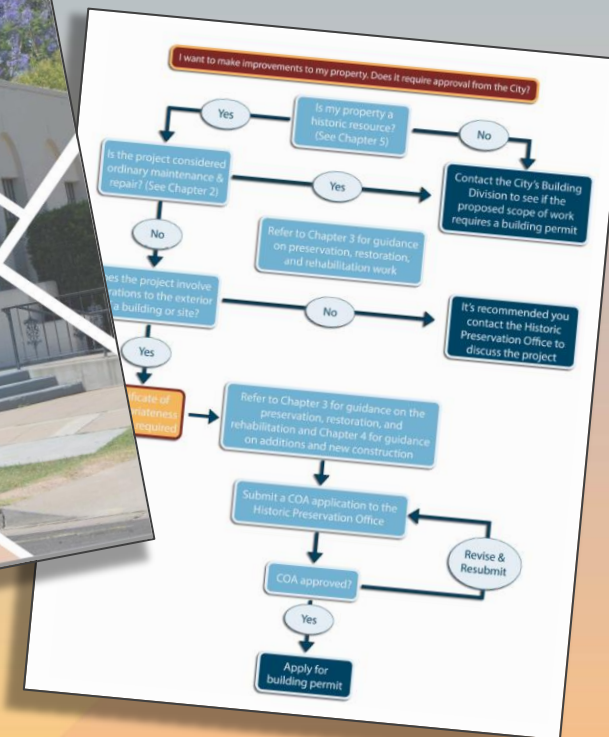 I want to make improvements to my property. Does it require approval from the City?
Is my property a
historic resource?
(See Chapter 5)
Yes
No
Is the project considered
ordinary maintenance &
repair? (See Chapter 2)
Yes
Contact the City's Building
Division to see if the
proposed scope of work
requires a building permit
No
Refer to Chapter 3 for guidance
on preservation, restoration,
and rehabilitation work
the project involve
to the exterior
a building or site?
No
It's recommended you
contact the Historic
Preservation Office to
discuss the project
Yes
of
required
Refer to Chapter 3 for guidance on the
preservation, restoration, and
rehabilitation and Chapter 4 for guidance
on additions and new construction
Submit a COA application to the
Historic Preservation Office
Revise &
Resubmit
COA approved?
Yes
Apply for
building permit